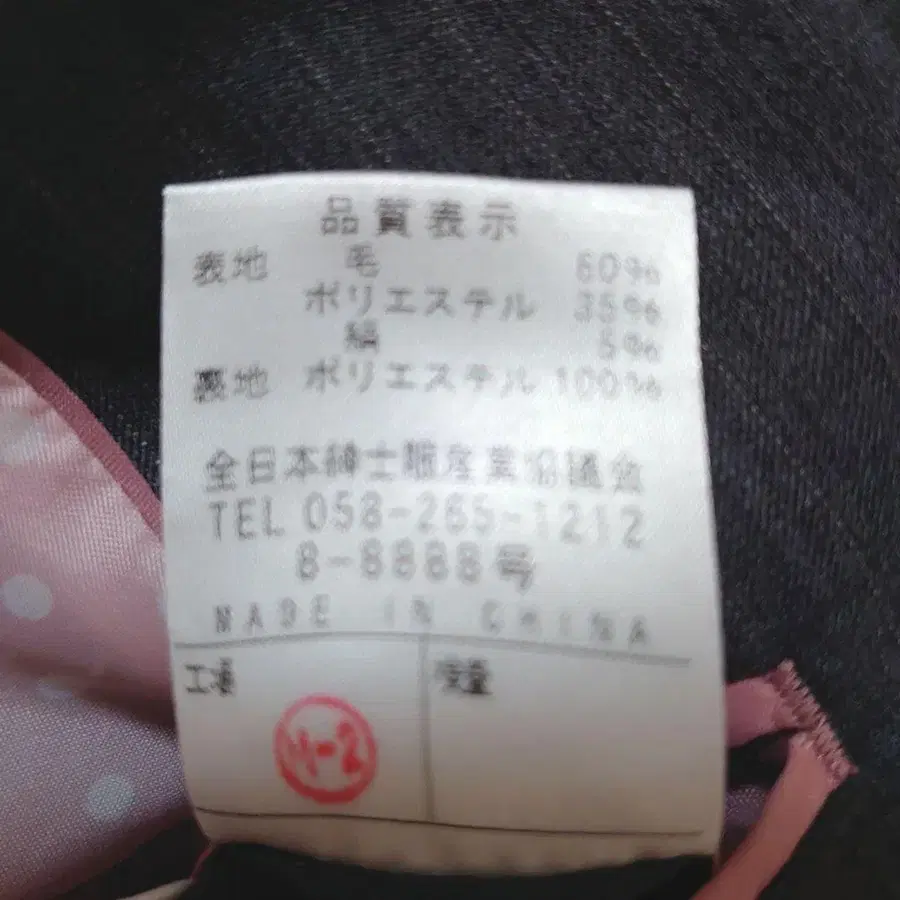 品質表示
表地 毛 60%
ポリエステル 35%
絹 5%
裏地 ポリエステル 100%
全日本紳士服産業協議会
TEL 058-265-1212
8-8888号
MADE IN CHINA
工場 検量